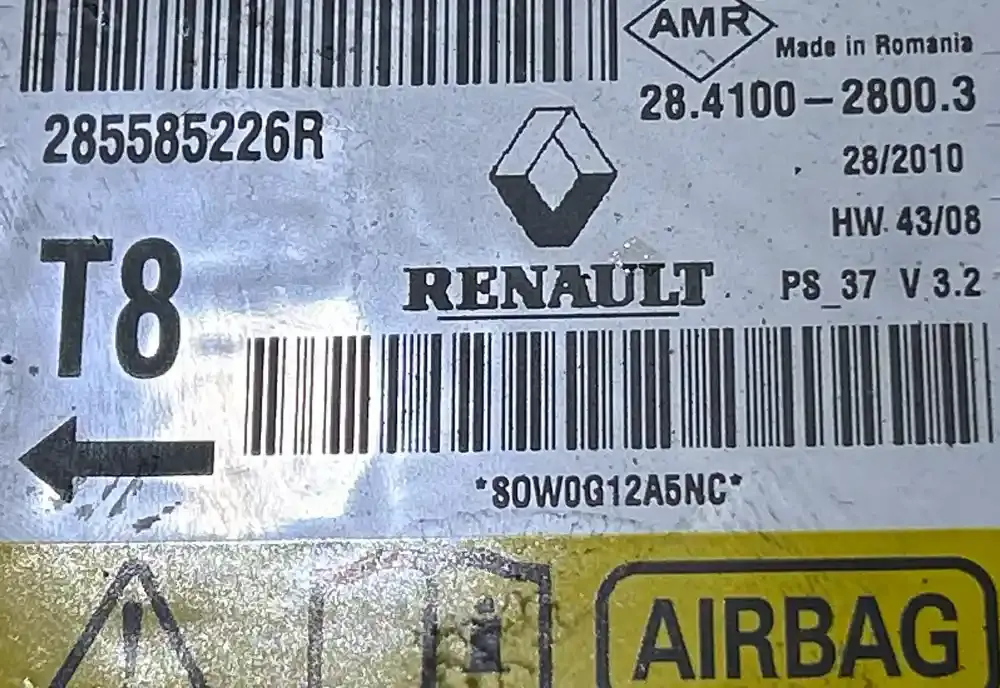 AMR
Made in Romania
28.4100-2800.3
285585226R
28/2010
HW 43/08
T8
RENAULT
PS_37 V 3.2
*80W0G12A5NC*
AIRBAG